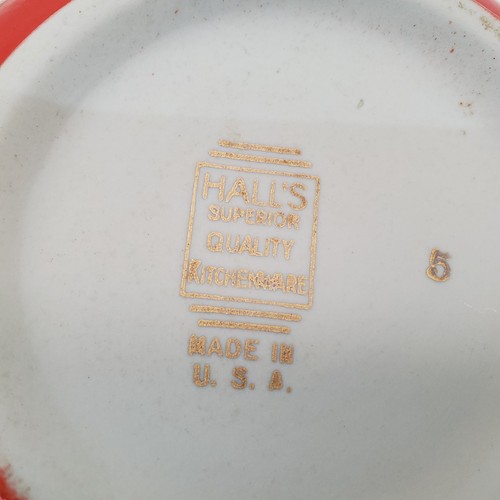 HALL'S
SUPERIOR
QUALITY
KITCHENWARE
MADE IN
U. S. A.
5